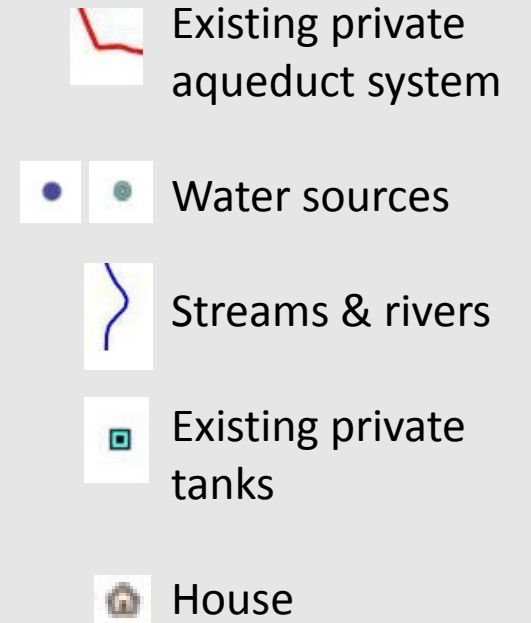 Existing private
aqueduct system
Water sources
Streams & rivers
Existing private
tanks
House